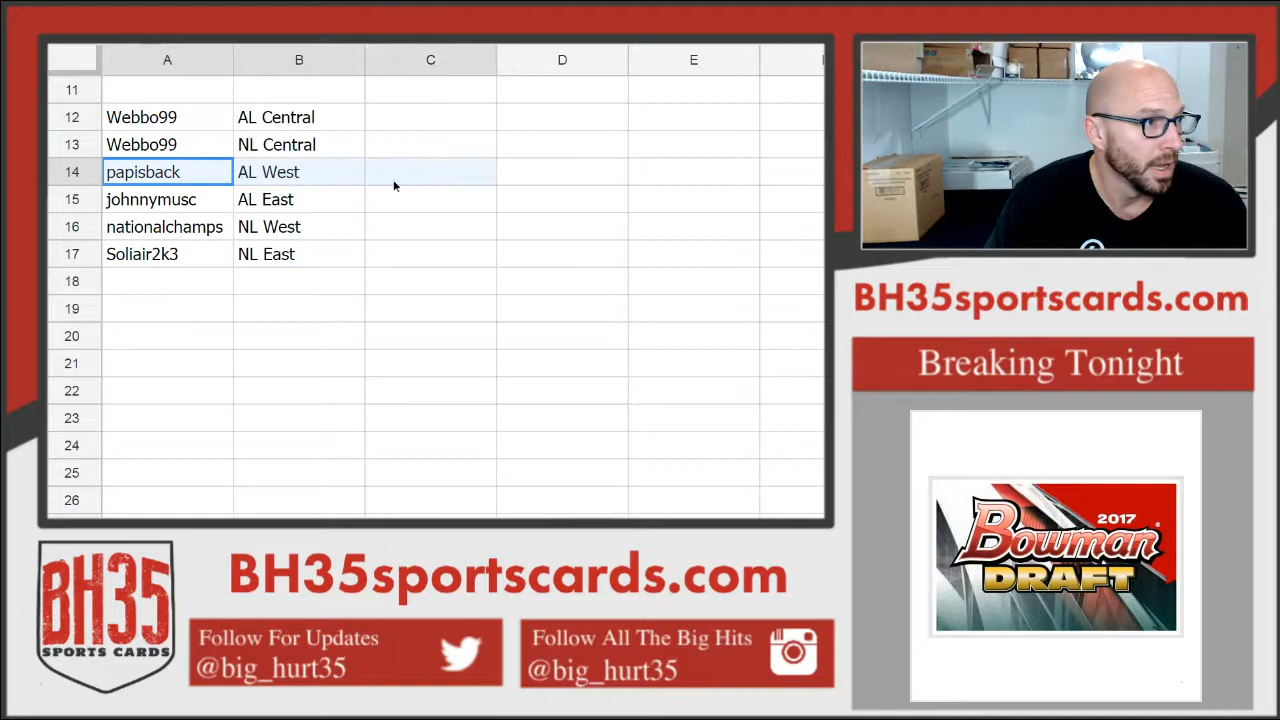 A B C D E
11
12 Webbo99 AL Central
13 Webbo99 NL Central
14 papisback AL West
15 johnnymusc AL East
16 nationalchamps NL West
17 Soliair2k3 NL East
18
19
20
21
22
23
24
25
26
BH35sportscards.com
Breaking Tonight
2017
Bowman
DRAFT
BH35
SPORTS CARDS
BH35sportscards.com
Follow For Updates
@big_hurt35
Follow All The Big Hits
@big_hurt35